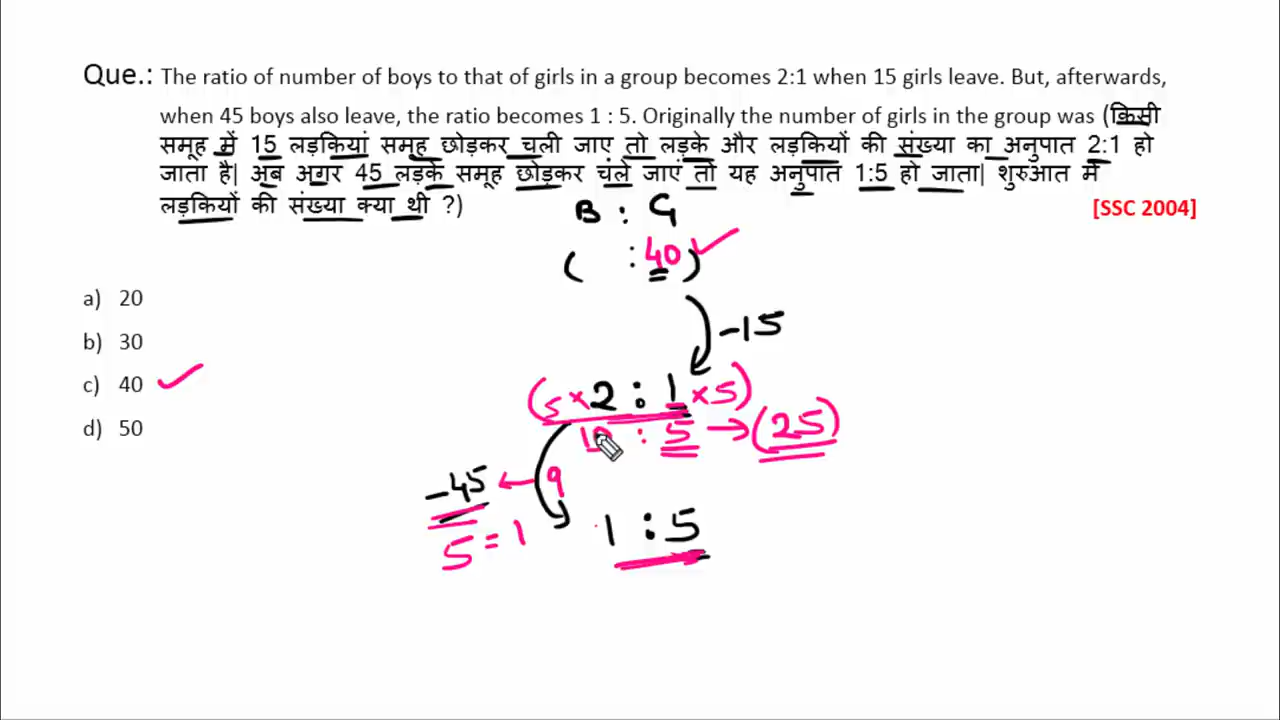 Que.: The ratio of number of boys to that of girls in a group becomes 2:1 when 15 girls leave. But, afterwards,
when 45 boys also leave, the ratio becomes 1 : 5. Originally the number of girls in the group was (किसी
समूह में 15 लड़कियां समूह छोड़कर चली जाए तो लड़के और लड़कियों की संख्या का अनुपात 2:1 हो
जाता है| अब अगर 45 लड़के समूह छोड़कर चले जाएं तो यह अनुपात 1:5 हो जाता| शुरुआत में
लड़कियों की संख्या क्या थी ?)
[SSC 2004]
B : G
( : 40 )
a) 20
-15
b) 30
c) 40
(5 × 2 : 1 × 5)
d) 50
10 : 5 → (25)
-45 ← 9
5 = 1
1 : 5